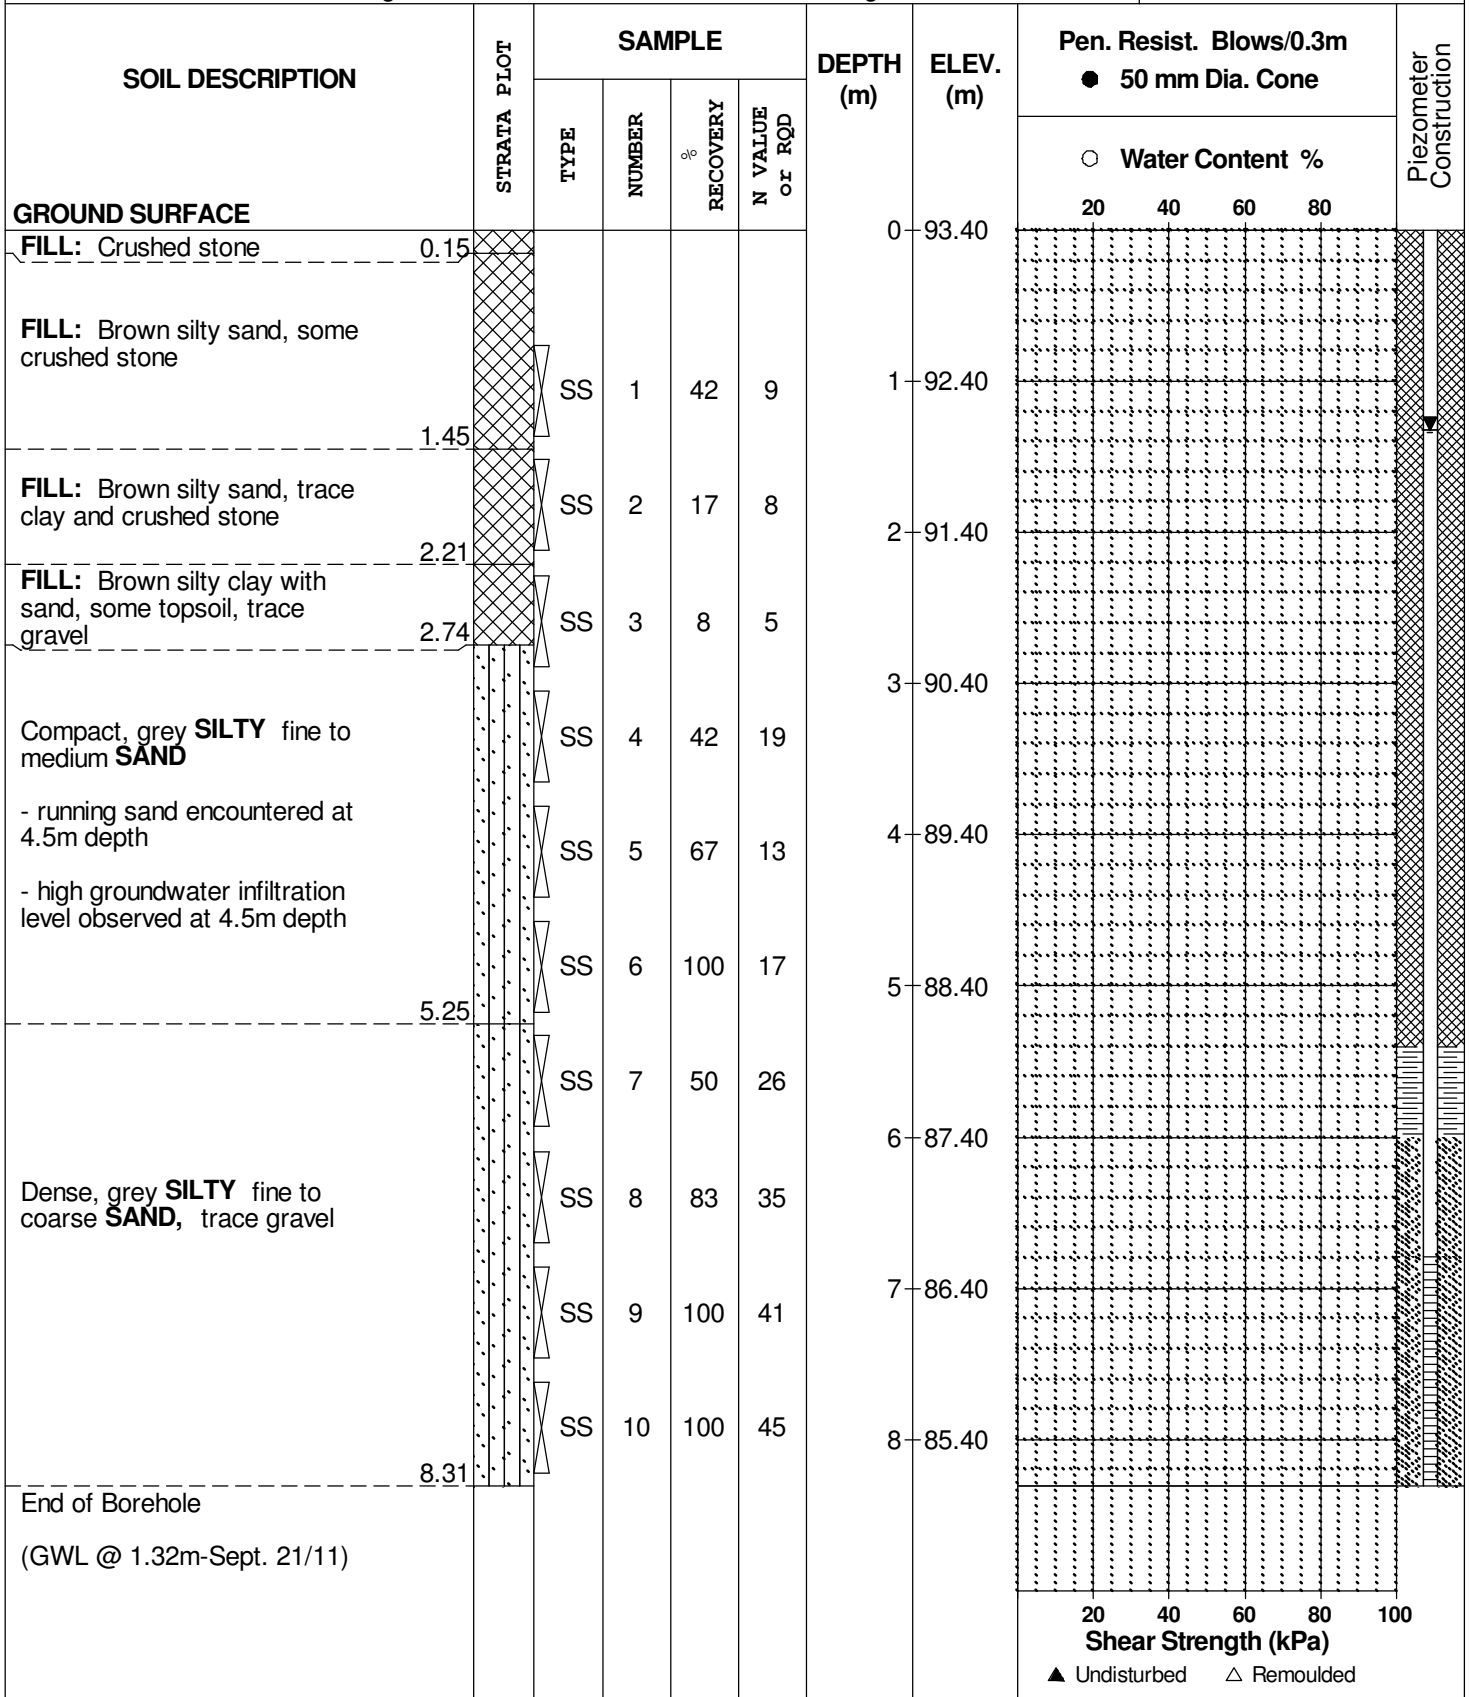 SOIL DESCRIPTION
GROUND SURFACE
STRATA PLOT
SAMPLE
TYPE
NUMBER
% RECOVERY
N VALUE or RQD
DEPTH (m)
ELEV. (m)
Pen. Resist. Blows/0.3m
● 50 mm Dia. Cone
○ Water Content %
20 40 60 80
Piezometer Construction
0 93.40
FILL: Crushed stone 0.15
FILL: Brown silty sand, some
crushed stone
SS 1 42 9
1 92.40
1.45
FILL: Brown silty sand, trace
clay and crushed stone
SS 2 17 8
2 91.40
2.21
FILL: Brown silty clay with
sand, some topsoil, trace
gravel 2.74
SS 3 8 5
3 90.40
Compact, grey SILTY fine to
medium SAND
SS 4 42 19
- running sand encountered at
4.5m depth
4 89.40
SS 5 67 13
- high groundwater infiltration
level observed at 4.5m depth
SS 6 100 17
5 88.40
5.25
SS 7 50 26
6 87.40
Dense, grey SILTY fine to
coarse SAND, trace gravel
SS 8 83 35
7 86.40
SS 9 100 41
SS 10 100 45
8 85.40
8.31
End of Borehole
(GWL @ 1.32m-Sept. 21/11)
20 40 60 80 100
Shear Strength (kPa)
▲ Undisturbed △ Remoulded